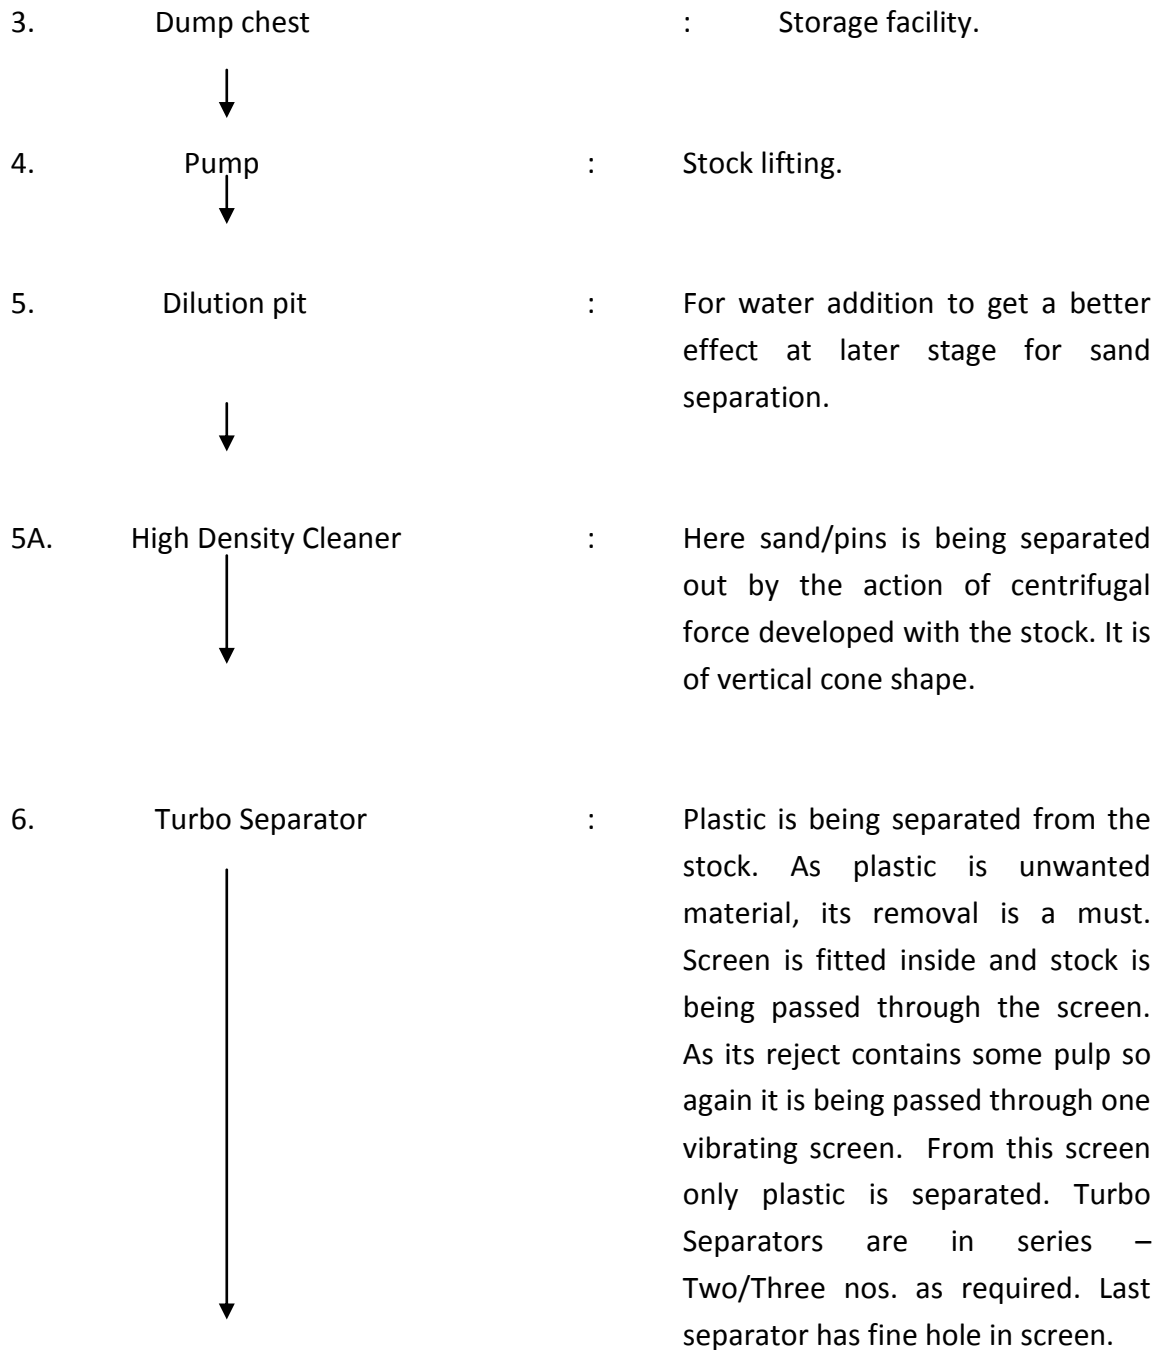 3. Dump chest : Storage facility.
4. Pump : Stock lifting.
5. Dilution pit : For water addition to get a better
effect at later stage for sand
separation.
5A. High Density Cleaner : Here sand/pins is being separated
out by the action of centrifugal
force developed with the stock. It is
of vertical cone shape.
6. Turbo Separator : Plastic is being separated from the
stock. As plastic is unwanted
material, its removal is a must.
Screen is fitted inside and stock is
being passed through the screen.
As its reject contains some pulp so
again it is being passed through one
vibrating screen. From this screen
only plastic is separated. Turbo
Separators are in series –
Two/Three nos. as required. Last
separator has fine hole in screen.